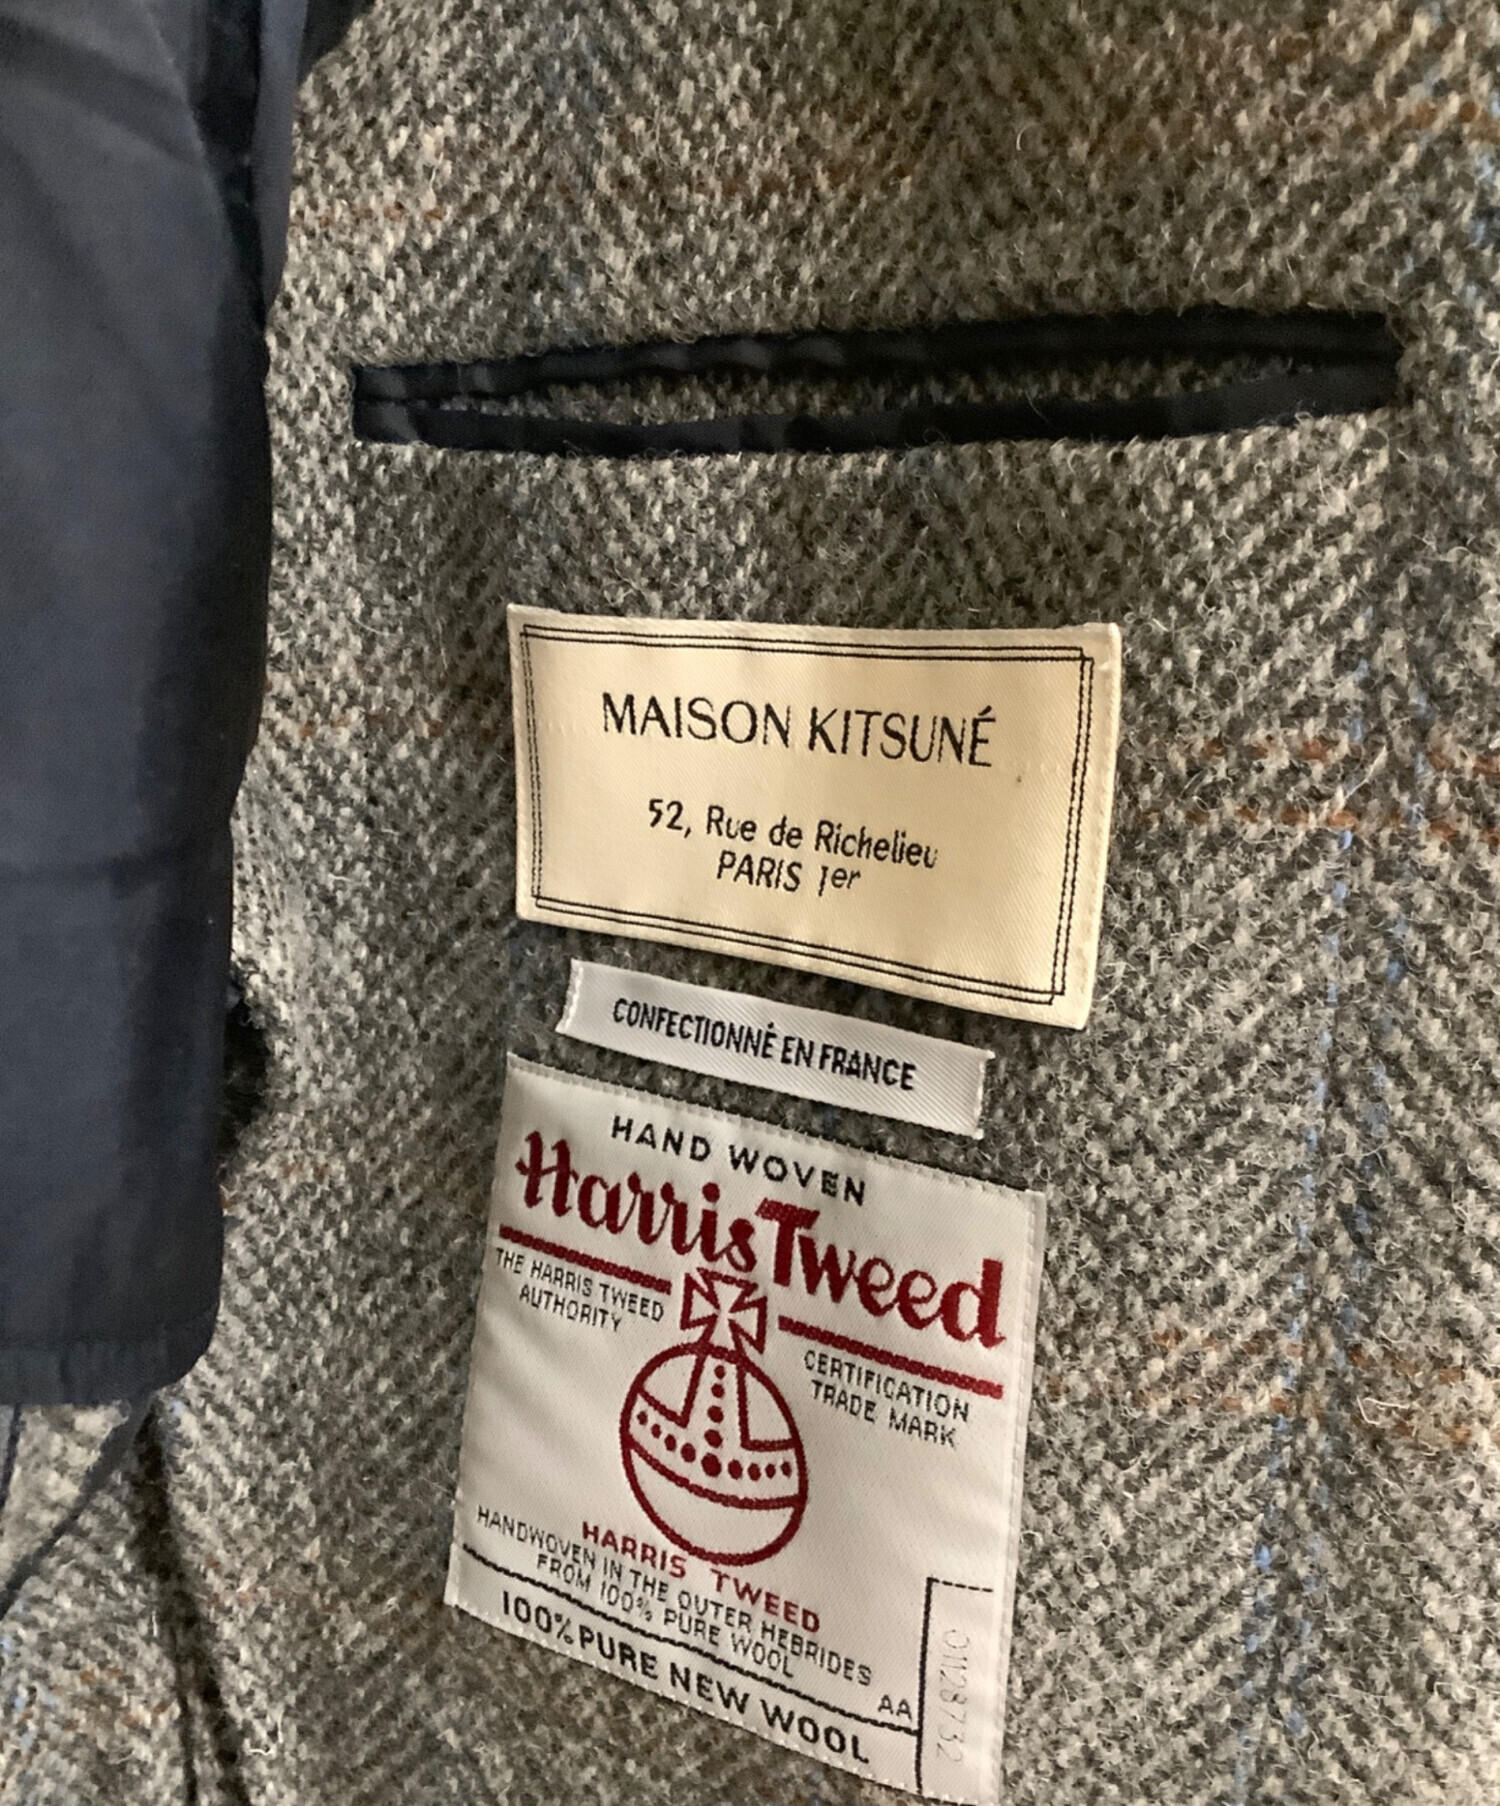 MAISON KITSUNÉ
52, Rue de Richelieu
PARIS 1er
CONFECTIONNÉ EN FRANCE
HAND WOVEN
Harris Tweed
THE HARRIS TWEED
AUTHORITY
CERTIFICATION
TRADE MARK
HARRIS TWEED
HANDWOVEN IN THE OUTER HEBRIDES
FROM 100% PURE WOOL
AA
100% PURE NEW WOOL